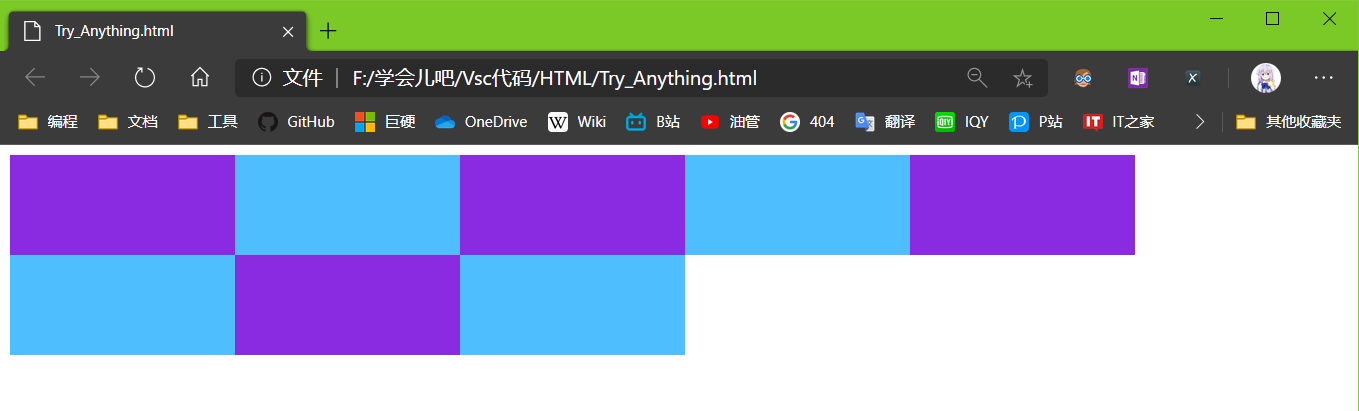 Try_Anything.html
文件 | F:/学会儿吧/Vsc代码/HTML/Try_Anything.html
编程 文档 工具 GitHub 巨硬 OneDrive W Wiki B站 油管 404 翻译 iQIYI IQY P站 IT IT之家 其他收藏夹